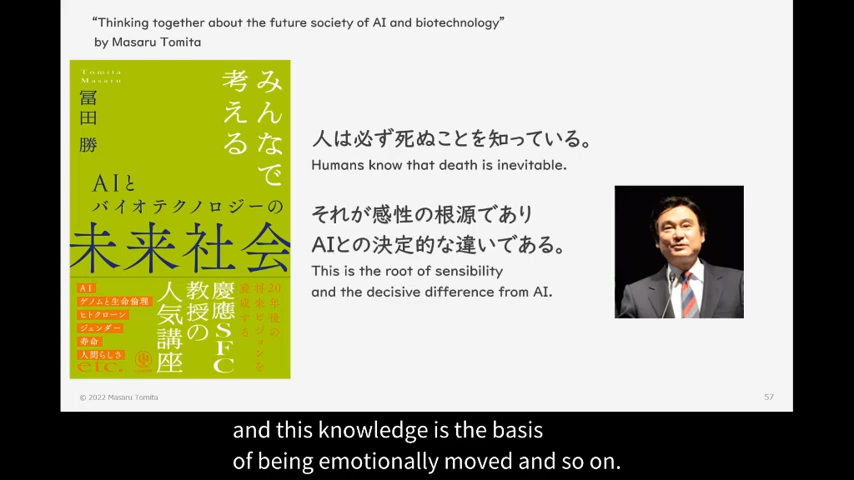 “Thinking together about the future society of AI and biotechnology”
by Masaru Tomita
Tomita
Masaru
冨田 勝
みんなで
考える
AIと
バイオテクノロジーの
未来社会
AI
ゲノムと生命倫理
ヒトクローン
ジェンダー
寿命
人間らしさ
etc.
20年後の
将来ビジョンを
養成する
慶應SFC
教授の
人気講座
人は必ず死ぬことを知っている。
Humans know that death is inevitable.
それが感性の根源であり
AIとの決定的な違いである。
This is the root of sensibility
and the decisive difference from AI.
© 2022 Masaru Tomita
57
and this knowledge is the basis
of being emotionally moved and so on.